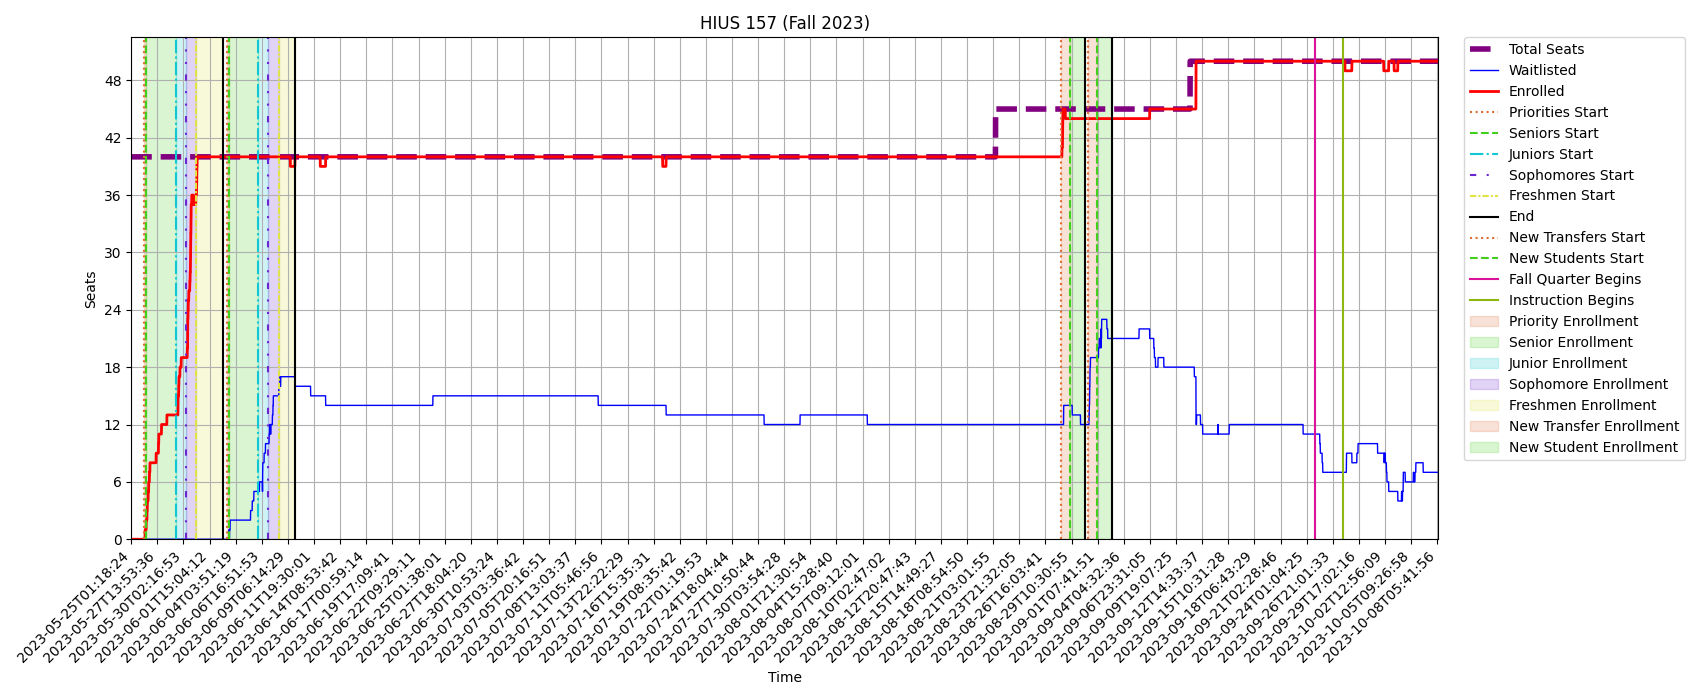 HIUS 157 (Fall 2023)
Seats
48
42
36
30
24
18
12
6
0
2023-05-25T01:18:24
2023-05-27T13:53:36
2023-05-30T02:16:53
2023-06-01T15:04:12
2023-06-04T03:51:19
2023-06-06T16:51:53
2023-06-09T06:14:29
2023-06-11T19:30:01
2023-06-14T08:53:42
2023-06-17T00:59:14
2023-06-19T17:09:41
2023-06-22T09:29:11
2023-06-25T01:38:01
2023-06-27T18:04:20
2023-06-30T10:53:24
2023-07-03T03:36:42
2023-07-05T20:16:51
2023-07-08T13:03:37
2023-07-11T05:46:56
2023-07-13T22:22:29
2023-07-16T15:35:31
2023-07-19T08:35:42
2023-07-22T01:19:53
2023-07-24T18:04:44
2023-07-27T10:50:44
2023-07-30T03:54:28
2023-08-01T21:30:54
2023-08-04T15:28:40
2023-08-07T09:12:01
2023-08-10T02:47:02
2023-08-12T20:47:43
2023-08-15T14:49:27
2023-08-18T08:54:50
2023-08-21T03:01:55
2023-08-23T21:32:05
2023-08-26T16:03:41
2023-08-29T10:30:55
2023-09-01T07:41:51
2023-09-04T04:32:36
2023-09-06T23:31:05
2023-09-09T19:07:25
2023-09-12T14:33:37
2023-09-15T10:31:28
2023-09-18T06:43:29
2023-09-21T02:28:46
2023-09-24T01:04:25
2023-09-26T21:01:33
2023-09-29T17:02:16
2023-10-02T12:56:09
2023-10-05T09:26:58
2023-10-08T05:41:56
Time
Total Seats
Waitlisted
Enrolled
Priorities Start
Seniors Start
Juniors Start
Sophomores Start
Freshmen Start
End
New Transfers Start
New Students Start
Fall Quarter Begins
Instruction Begins
Priority Enrollment
Senior Enrollment
Junior Enrollment
Sophomore Enrollment
Freshmen Enrollment
New Transfer Enrollment
New Student Enrollment